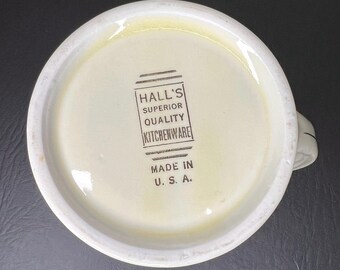 HALL'S
SUPERIOR
QUALITY
KITCHENWARE
MADE IN
U. S. A.